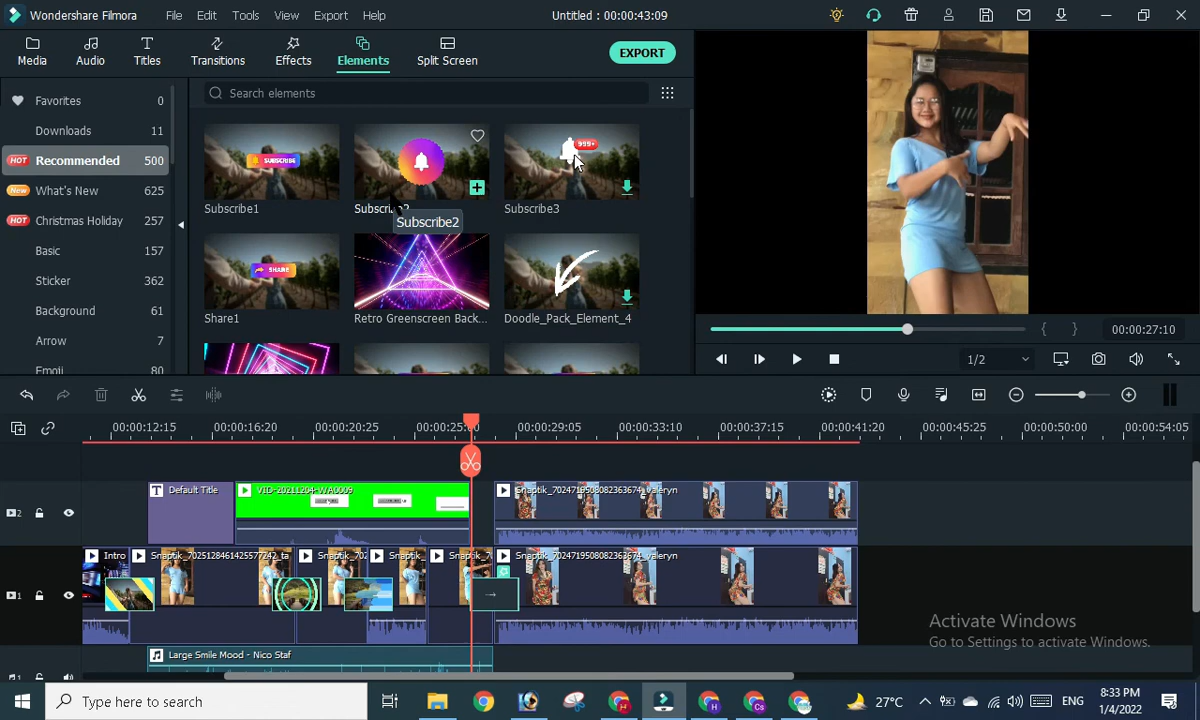 Wondershare Filmora File Edit Tools View Export Help Untitled : 00:00:43:09
Media Audio Titles Transitions Effects Elements Split Screen EXPORT
Favorites 0
Downloads 11
HOT Recommended 500
New What's New 625
HOT Christmas Holiday 257
Basic 157
Sticker 362
Background 61
Arrow 7
Emoji 80
Search elements
SUBSCRIBE
999+
Subscribe1 Subscribe2 Subscribe3
Subscribe2
SHARE
Share1 Retro Greenscreen Back... Doodle_Pack_Element_4
{ } 00:00:27:10
1/2
00:00:12:15 00:00:16:20 00:00:20:25 00:00:25:00 00:00:29:05 00:00:33:10 00:00:37:15 00:00:41:20 00:00:45:25 00:00:50:00 00:00:54:05
2 T Default Title VID-20211204-WA0009 Snaptik_7024719508082363674_valeryn
1 Intro Snaptik_7025128461425577242_ta Snaptik_702 Snaptik_ Snaptik_70 Snaptik_7024719508082363674_valeryn
1 Large Smile Mood - Nico Staf
Activate Windows
Go to Settings to activate Windows.
Type here to search 27°C ENG 8:33 PM
1/4/2022